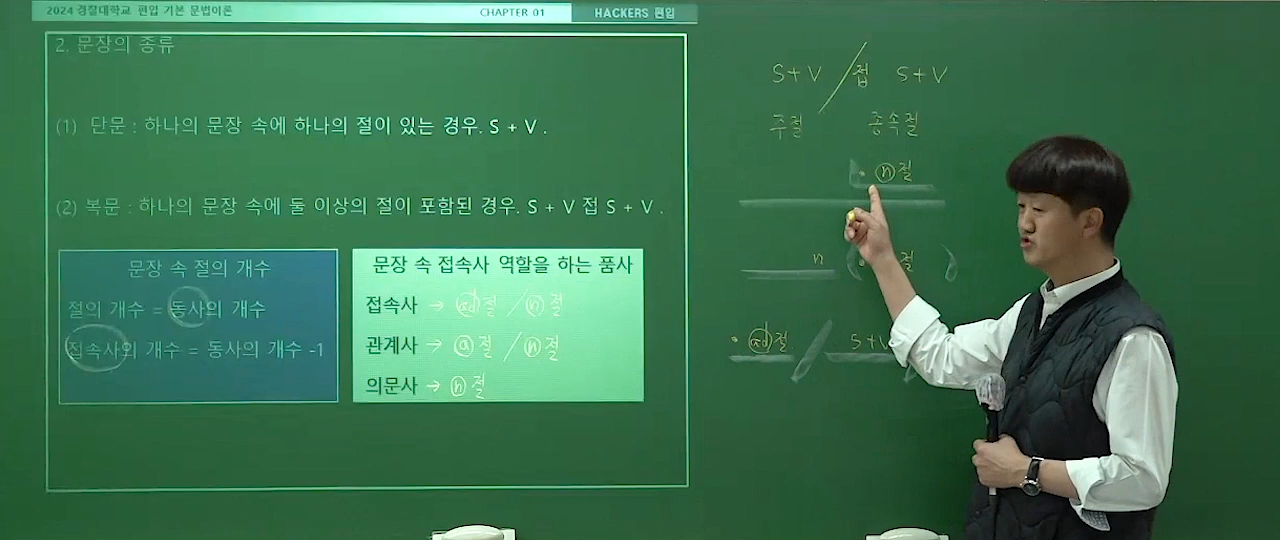 2024 경찰대학교 편입 기본 문법이론 CHAPTER 01 HACKERS 편입
2. 문장의 종류
(1) 단문 : 하나의 문장 속에 하나의 절이 있는 경우. S + V .
(2) 복문 : 하나의 문장 속에 둘 이상의 절이 포함된 경우. S + V 접 S + V .
문장 속 절의 개수
절의 개수 = 동사의 개수
접속사의 개수 = 동사의 개수 -1
문장 속 접속사 역할을 하는 품사
접속사 → ad절 / n절
관계사 → a절 / n절
의문사 → n절
S+V / 접 S+V
주절 종속절
n절
n 절
ad절 / S+V